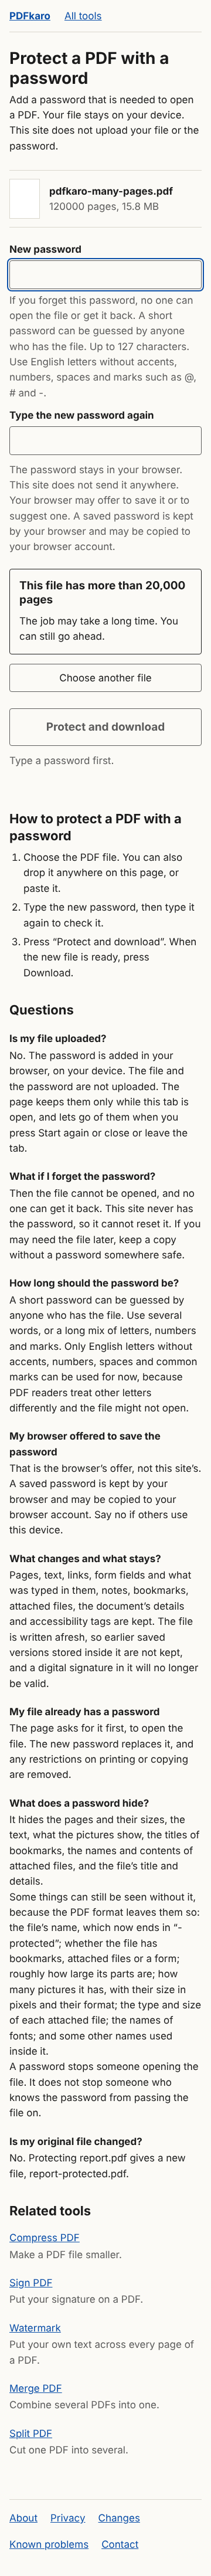 PDFkaro All tools
Protect a PDF with a
password
Add a password that is needed to open
a PDF. Your file stays on your device.
This site does not upload your file or the
password.
pdfkaro-many-pages.pdf
120000 pages, 15.8 MB
New password
If you forget this password, no one can
open the file or get it back. A short
password can be guessed by anyone
who has the file. Up to 127 characters.
Use English letters without accents,
numbers, spaces and marks such as @,
# and -.
Type the new password again
The password stays in your browser.
This site does not send it anywhere.
Your browser may offer to save it or to
suggest one. A saved password is kept
by your browser and may be copied to
your browser account.
This file has more than 20,000
pages
The job may take a long time. You
can still go ahead.
Choose another file
Protect and download
Type a password first.
How to protect a PDF with a
password
1. Choose the PDF file. You can also
drop it anywhere on this page, or
paste it.
2. Type the new password, then type it
again to check it.
3. Press “Protect and download”. When
the new file is ready, press
Download.
Questions
Is my file uploaded?
No. The password is added in your
browser, on your device. The file and
the password are not uploaded. The
page keeps them only while this tab is
open, and lets go of them when you
press Start again or close or leave the
tab.
What if I forget the password?
Then the file cannot be opened, and no
one can get it back. This site never has
the password, so it cannot reset it. If you
may need the file later, keep a copy
without a password somewhere safe.
How long should the password be?
A short password can be guessed by
anyone who has the file. Use several
words, or a long mix of letters, numbers
and marks. Only English letters without
accents, numbers, spaces and common
marks can be used for now, because
PDF readers treat other letters
differently and the file might not open.
My browser offered to save the
password
That is the browser’s offer, not this site’s.
A saved password is kept by your
browser and may be copied to your
browser account. Say no if others use
this device.
What changes and what stays?
Pages, text, links, form fields and what
was typed in them, notes, bookmarks,
attached files, the document’s details
and accessibility tags are kept. The file
is written afresh, so earlier saved
versions stored inside it are not kept,
and a digital signature in it will no longer
be valid.
My file already has a password
The page asks for it first, to open the
file. The new password replaces it, and
any restrictions on printing or copying
are removed.
What does a password hide?
It hides the pages and their sizes, the
text, what the pictures show, the titles of
bookmarks, the names and contents of
attached files, and the file’s title and
details.
Some things can still be seen without it,
because the PDF format leaves them so:
the file’s name, which now ends in “-
protected”; whether the file has
bookmarks, attached files or a form;
roughly how large its parts are; how
many pictures it has, with their size in
pixels and their format; the type and size
of each attached file; the names of
fonts; and some other names used
inside it.
A password stops someone opening the
file. It does not stop someone who
knows the password from passing the
file on.
Is my original file changed?
No. Protecting report.pdf gives a new
file, report-protected.pdf.
Related tools
Compress PDF
Make a PDF file smaller.
Sign PDF
Put your signature on a PDF.
Watermark
Put your own text across every page of
a PDF.
Merge PDF
Combine several PDFs into one.
Split PDF
Cut one PDF into several.
About Privacy Changes
Known problems Contact